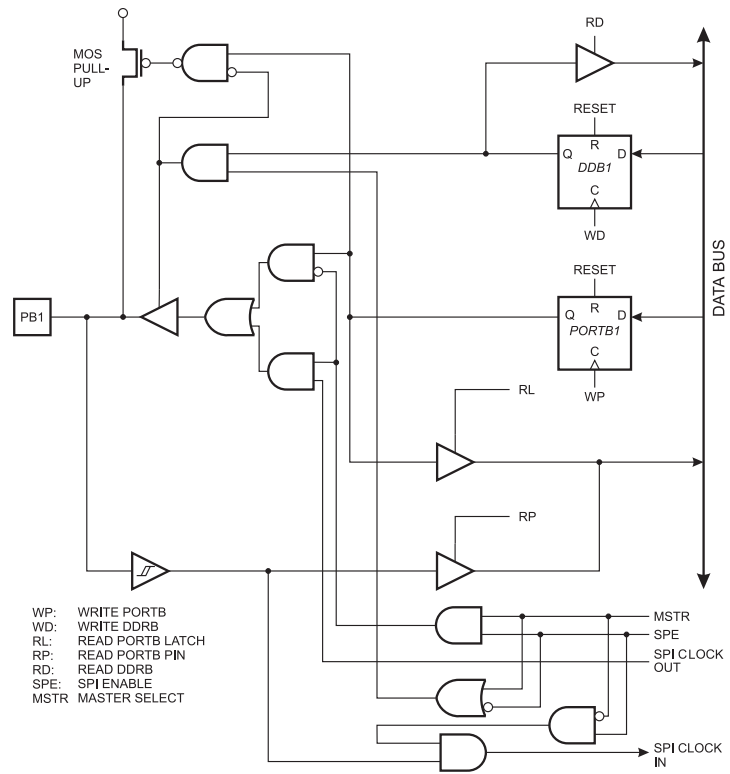 RD
MOS
PULL-
UP
RESET
R
Q
D
DDB1
C
WD
DATA BUS
RESET
R
Q
D
PORTB1
C
WP
PB1
RL
RP
WP: WRITE PORTB
WD: WRITE DDRB
RL: READ PORTB LATCH
RP: READ PORTB PIN
RD: READ DDRB
SPE: SPI ENABLE
MSTR MASTER SELECT
MSTR
SPE
SPI CLOCK
OUT
SPI CLOCK
IN